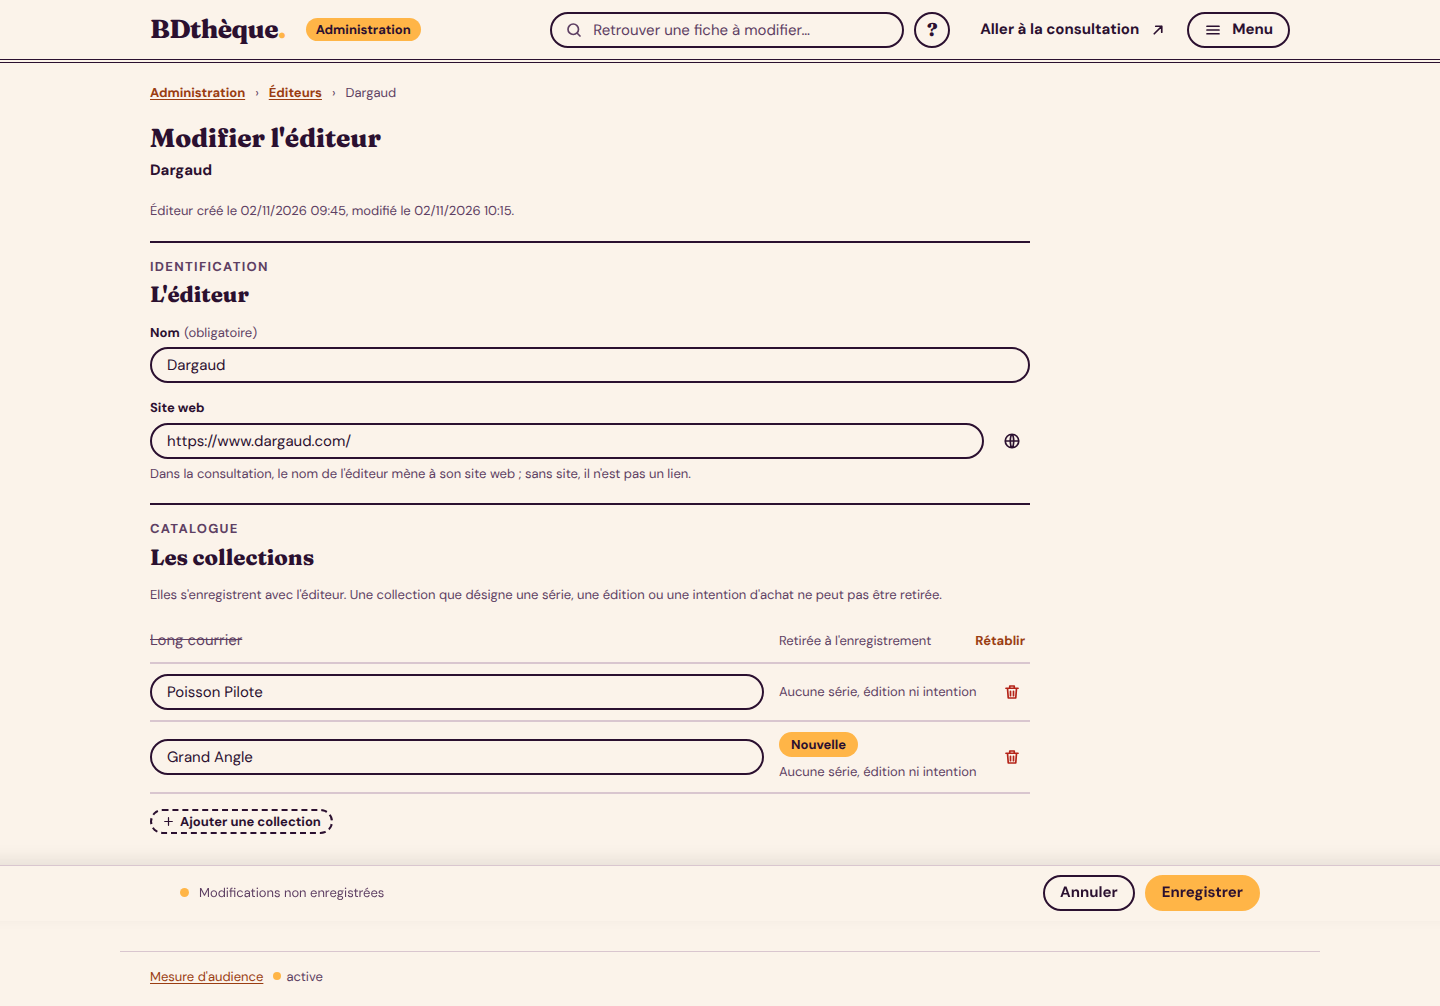 BDthèque.
Administration
Retrouver une fiche à modifier...
?
Aller à la consultation
Menu
Administration › Éditeurs › Dargaud
Modifier l'éditeur
Dargaud
Éditeur créé le 02/11/2026 09:45, modifié le 02/11/2026 10:15.
IDENTIFICATION
L'éditeur
Nom (obligatoire)
Dargaud
Site web
https://www.dargaud.com/
Dans la consultation, le nom de l'éditeur mène à son site web ; sans site, il n'est pas un lien.
CATALOGUE
Les collections
Elles s'enregistrent avec l'éditeur. Une collection que désigne une série, une édition ou une intention d'achat ne peut pas être retirée.
Long courrier
Retirée à l'enregistrement
Rétablir
Poisson Pilote
Aucune série, édition ni intention
Grand Angle
Nouvelle
Aucune série, édition ni intention
+ Ajouter une collection
Modifications non enregistrées
Annuler
Enregistrer
Mesure d'audience
active